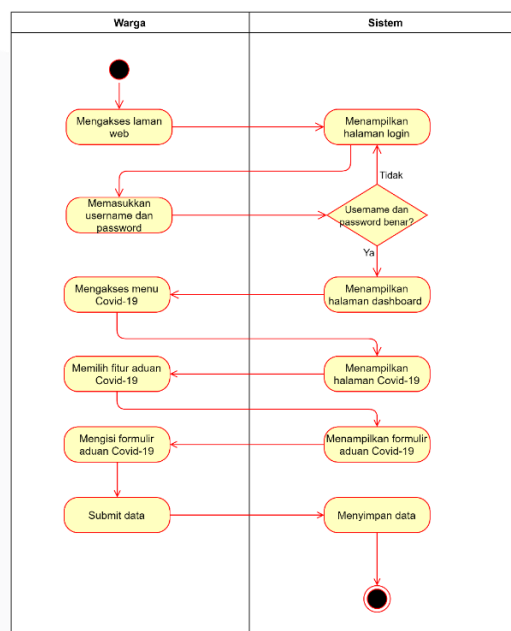 Warga
Sistem
Mengakses laman
web
Menampilkan
halaman login
Tidak
Memasukkan
username dan
password
Username dan
password benar?
Ya
Mengakses menu
Covid-19
Menampilkan
halaman dashboard
Memilih fitur aduan
Covid-19
Menampilkan
halaman Covid-19
Mengisi formulir
aduan Covid-19
Menampilkan formulir
aduan Covid-19
Submit data
Menyimpan data